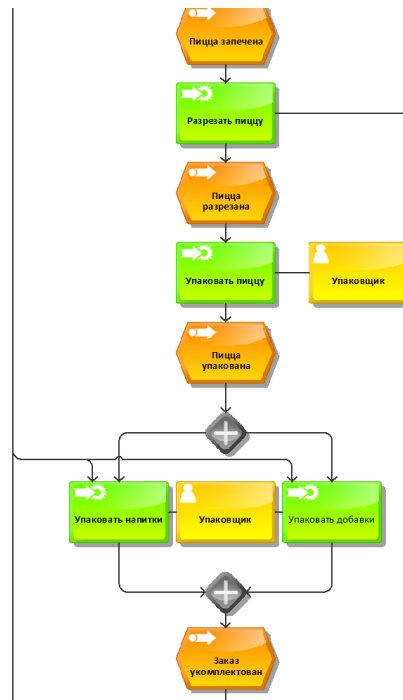 Пицца запечена
Разрезать пиццу
Пицца
разрезана
Упаковать пиццу
Упаковщик
Пицца
упакована
Упаковать напитки
Упаковщик
Упаковать добавки
Заказ
укомплектован